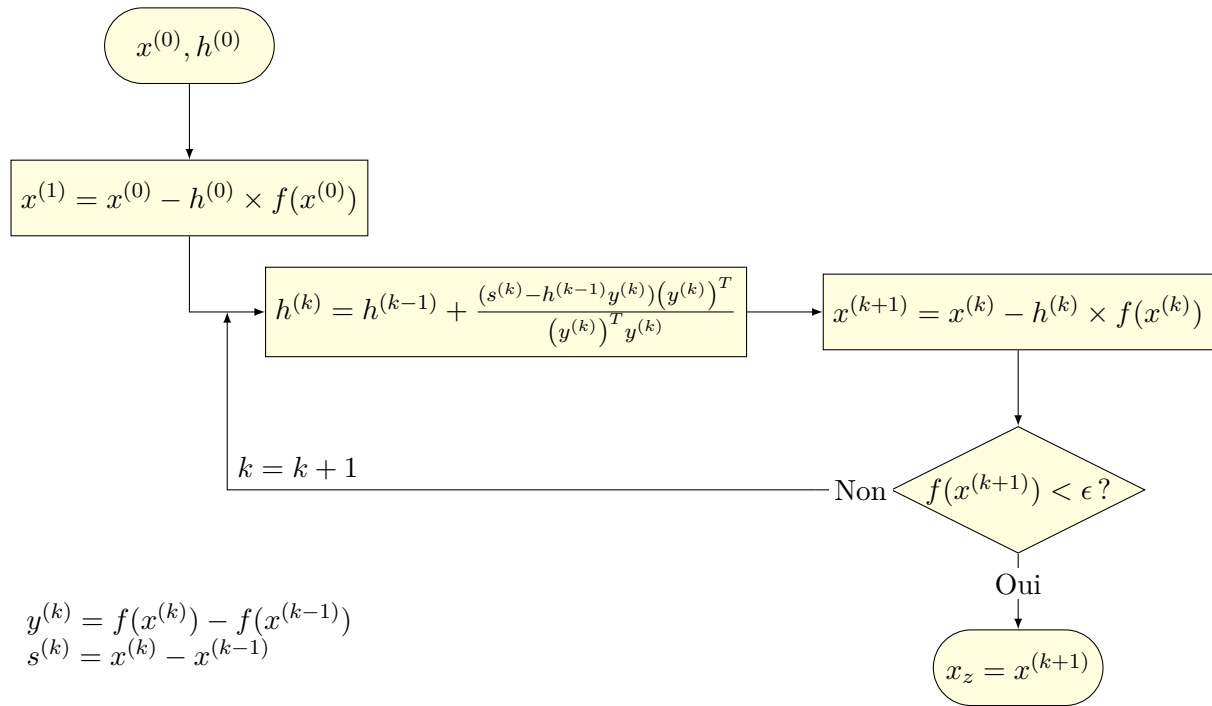 x^{(0)}, h^{(0)}
x^{(1)} = x^{(0)} − h^{(0)} × f(x^{(0)})
h^{(k)} = h^{(k−1)} + \frac{(s^{(k)} − h^{(k−1)} y^{(k)}) (y^{(k)})^T}{(y^{(k)})^T y^{(k)}}
x^{(k+1)} = x^{(k)} − h^{(k)} × f(x^{(k)})
k = k + 1
Non
f(x^{(k+1)}) < ϵ ?
Oui
y^{(k)} = f(x^{(k)}) − f(x^{(k−1)})
s^{(k)} = x^{(k)} − x^{(k−1)}
x_z = x^{(k+1)}